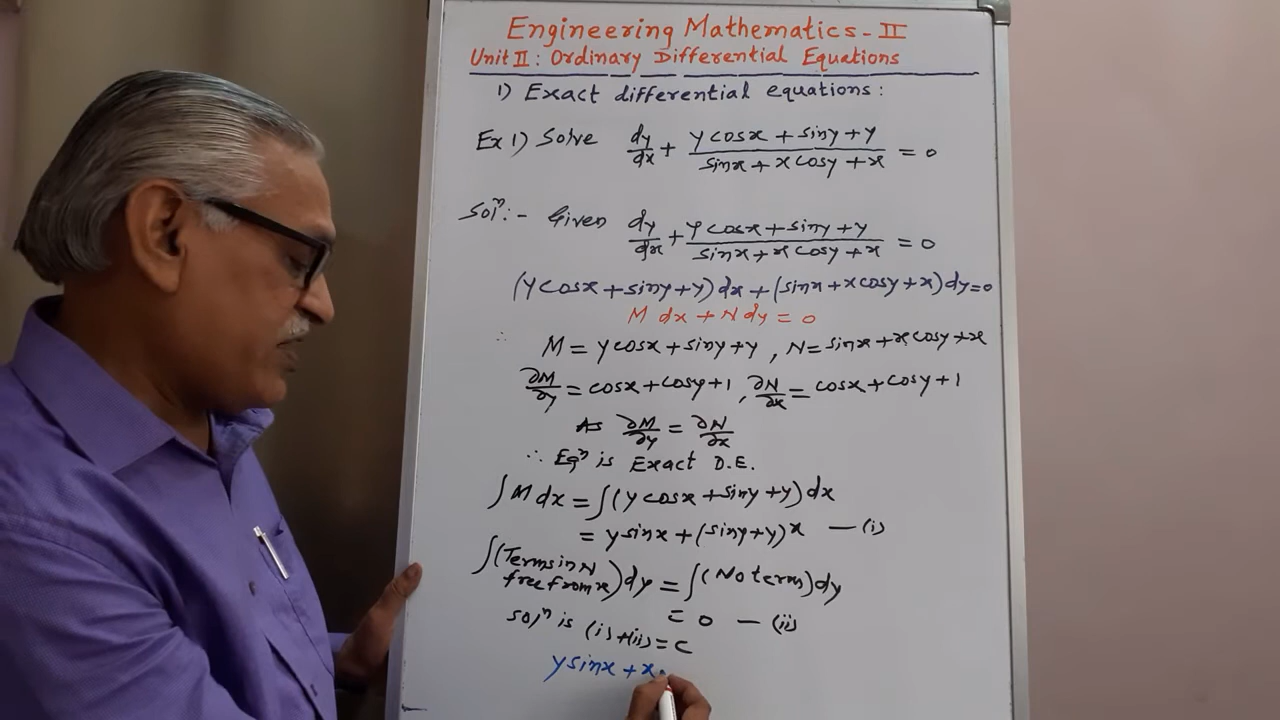 Engineering Mathematics - II
Unit II : Ordinary Differential Equations
1) Exact differential equations :
Ex 1) Solve dy/dx + (y cosx + siny + y)/(sinx + x cosy + x) = 0
Solⁿ :- Given dy/dx + (y cosx + siny + y)/(sinx + x cosy + x) = 0
(y cosx + siny + y) dx + (sinx + x cosy + x) dy = 0
M dx + N dy = 0
∴ M = y cosx + siny + y , N = sinx + x cosy + x
∂M/∂y = cosx + cosy + 1 , ∂N/∂x = cosx + cosy + 1
As ∂M/∂y = ∂N/∂x
∴ Eqⁿ is Exact D.E.
∫ M dx = ∫ (y cosx + siny + y) dx
= y sinx + (siny + y) x — (i)
∫ (Terms in N free from x) dy = ∫ (No term) dy
= 0 — (ii)
Solⁿ is (i) + (ii) = C
y sinx + x